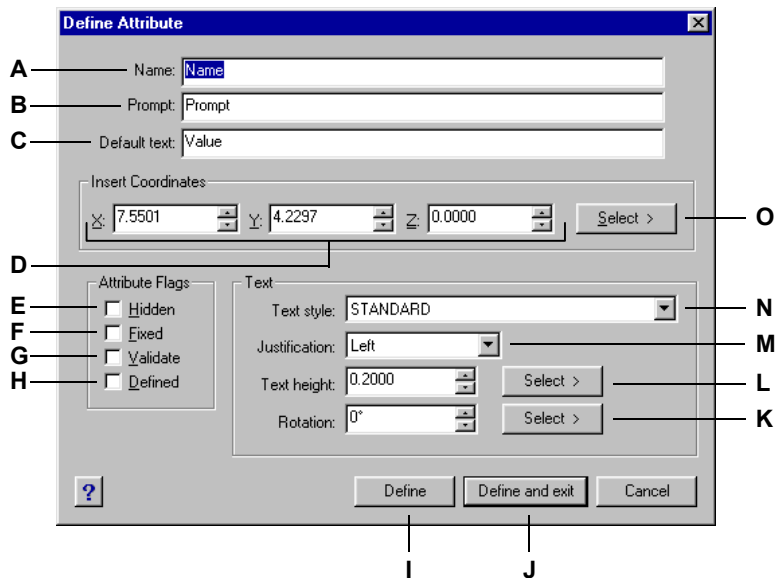 Define Attribute
A Name: Name
B Prompt: Prompt
C Default text: Value
Insert Coordinates
X: 7.5501 Y: 4.2297 Z: 0.0000 Select > O
D
Attribute Flags Text
E Hidden Text style: STANDARD N
F Fixed Justification: Left M
G Validate Text height: 0.2000 Select > L
H Defined Rotation: 0° Select > K
? Define Define and exit Cancel
I J